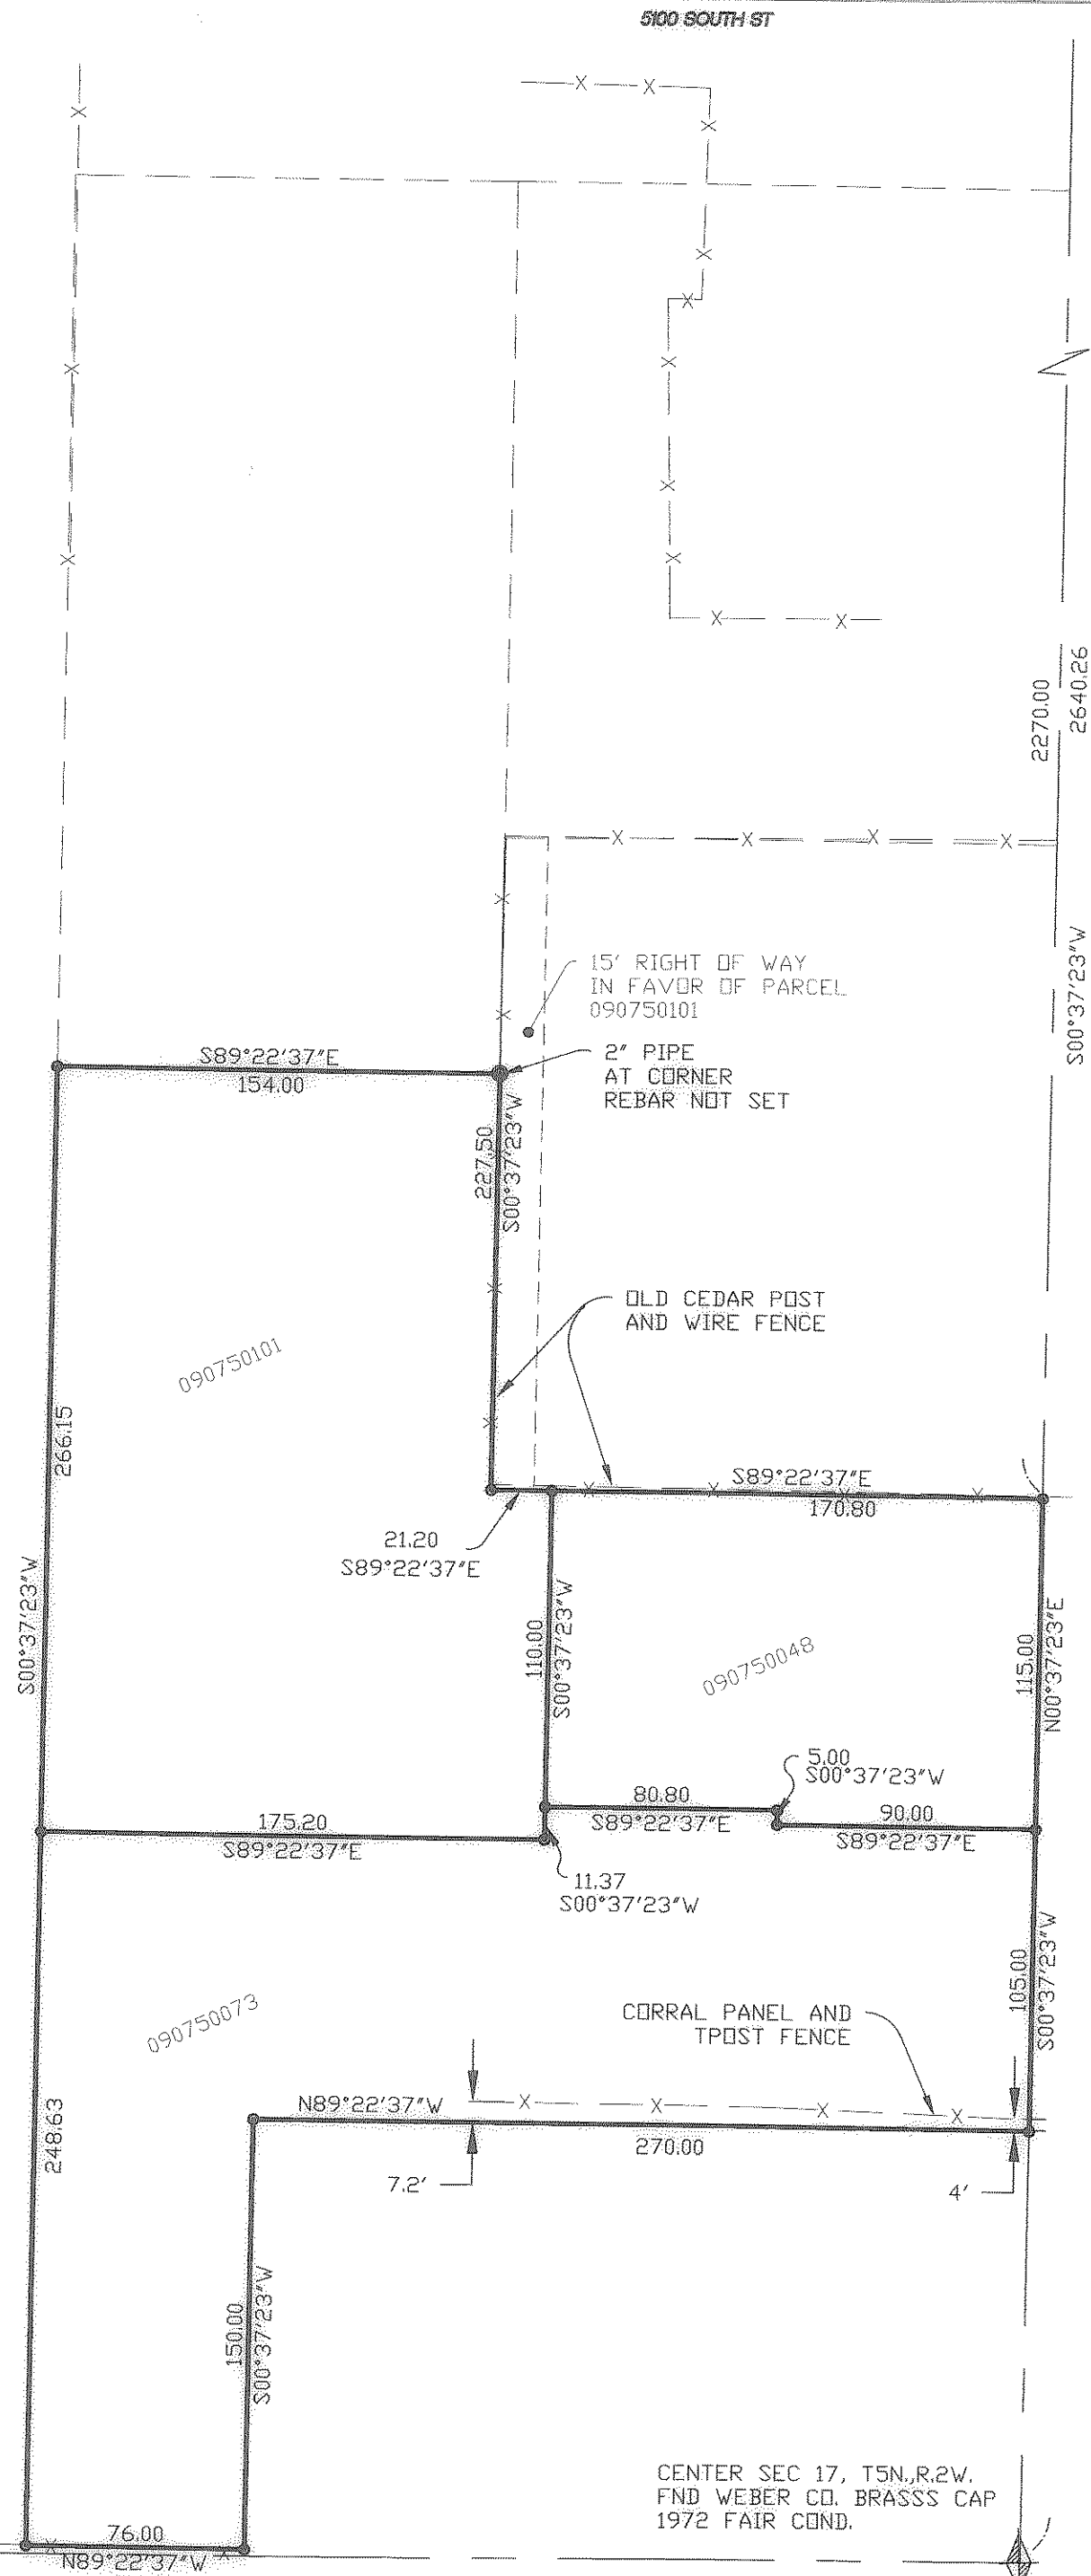 5100 SOUTH ST
2270.00
2640.26
S00°37'23"W
15' RIGHT OF WAY
IN FAVOR OF PARCEL
090750101
2" PIPE
AT CORNER
REBAR NOT SET
S89°22'37"E
154.00
227.50
S00°37'23"W
OLD CEDAR POST
AND WIRE FENCE
090750101
266.15
S00°37'23"W
S89°22'37"E
170.80
21.20
S89°22'37"E
110.00
S00°37'23"W
090750048
115.00
N00°37'23"E
5.00
S00°37'23"W
80.80
S89°22'37"E
90.00
S89°22'37"E
175.20
S89°22'37"E
11.37
S00°37'23"W
105.00
S00°37'23"W
CORRAL PANEL AND
TPOST FENCE
090750073
248.63
N89°22'37"W
270.00
7.2'
4'
150.00
S00°37'23"W
CENTER SEC 17, T5N.,R.2W.
FND WEBER CO. BRASSS CAP
1972 FAIR COND.
76.00
N89°22'37"W